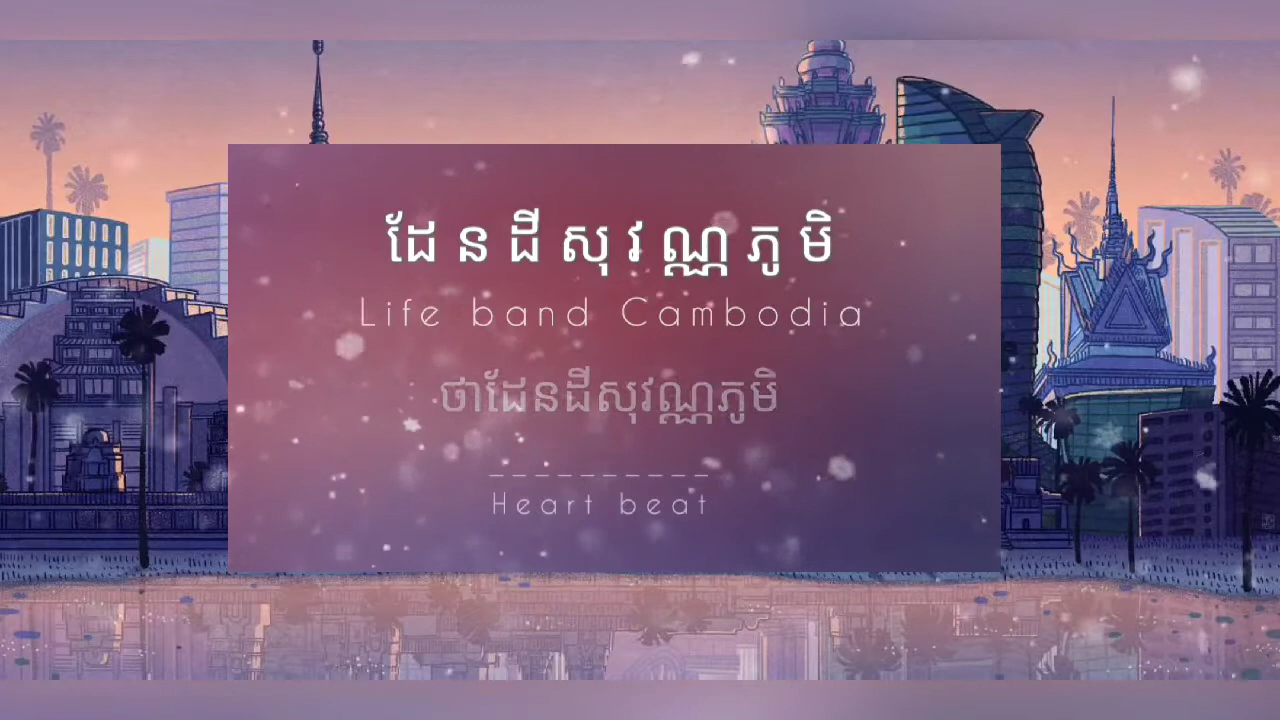 ដែនដីសុវណ្ណភូមិ
Life band Cambodia
ថាដែនដីសុវណ្ណភូមិ
__________
Heart beat